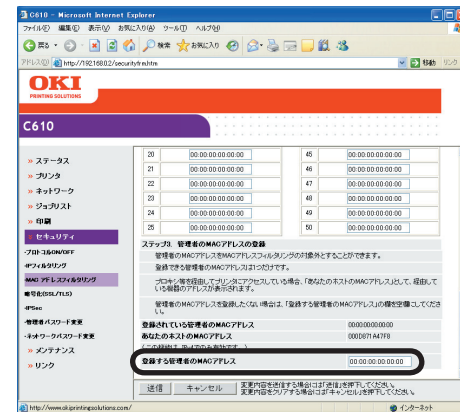 C610 - Microsoft Internet Explorer
ファイル(F) 編集(E) 表示(V) お気に入り(A) ツール(T) ヘルプ(H)
戻る 検索 お気に入り
アドレス(D) http://192.168.0.2/securityfrm.htm 移動 リンク
OKI
PRINTING SOLUTIONS
C610
20 00:00:00:00:00:00 45 00:00:00:00:00:00
21 00:00:00:00:00:00 46 00:00:00:00:00:00
22 00:00:00:00:00:00 47 00:00:00:00:00:00
23 00:00:00:00:00:00 48 00:00:00:00:00:00
24 00:00:00:00:00:00 49 00:00:00:00:00:00
25 00:00:00:00:00:00 50 00:00:00:00:00:00
» ステータス
» プリンタ
» ネットワーク
» ジョブリスト
» 印刷
» セキュリティ
・プロトコルON/OFF
・IPフィルタリング
MAC アドレスフィルタリング
暗号化(SSL/TLS)
・IPSec
・管理者パスワード変更
・ネットワークパスワード変更
» メンテナンス
» リンク
ステップ3. 管理者のMACアドレスの登録
管理者のMACアドレスをMACアドレスフィルタリングの対象外とすることができます。
登録できる管理者のMACアドレスは1つだけです。
プロキシ等を経由してプリンタにアクセスしている場合、「あなたのホストのMACアドレス」として、経由している機器のアドレスが表示されます。
管理者のMACアドレスを登録したくない場合は、「登録する管理者のMACアドレス」の欄を空欄にしてください。
登録されている管理者のMACアドレス 00:00:00:00:00:00
あなたのホストのMACアドレス 00:0D:87:1A:47:F8
登録する管理者のMACアドレス 00:00:00:00:00:00
送信 キャンセル 変更内容を送信する場合には「送信」を押下してください。
変更内容をクリアする場合には「キャンセル」を押下してください。
http://www.okiprintingsolutions.com/ インターネット